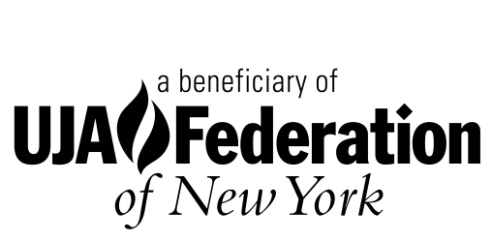 a beneficiary of
UJA Federation
of New York